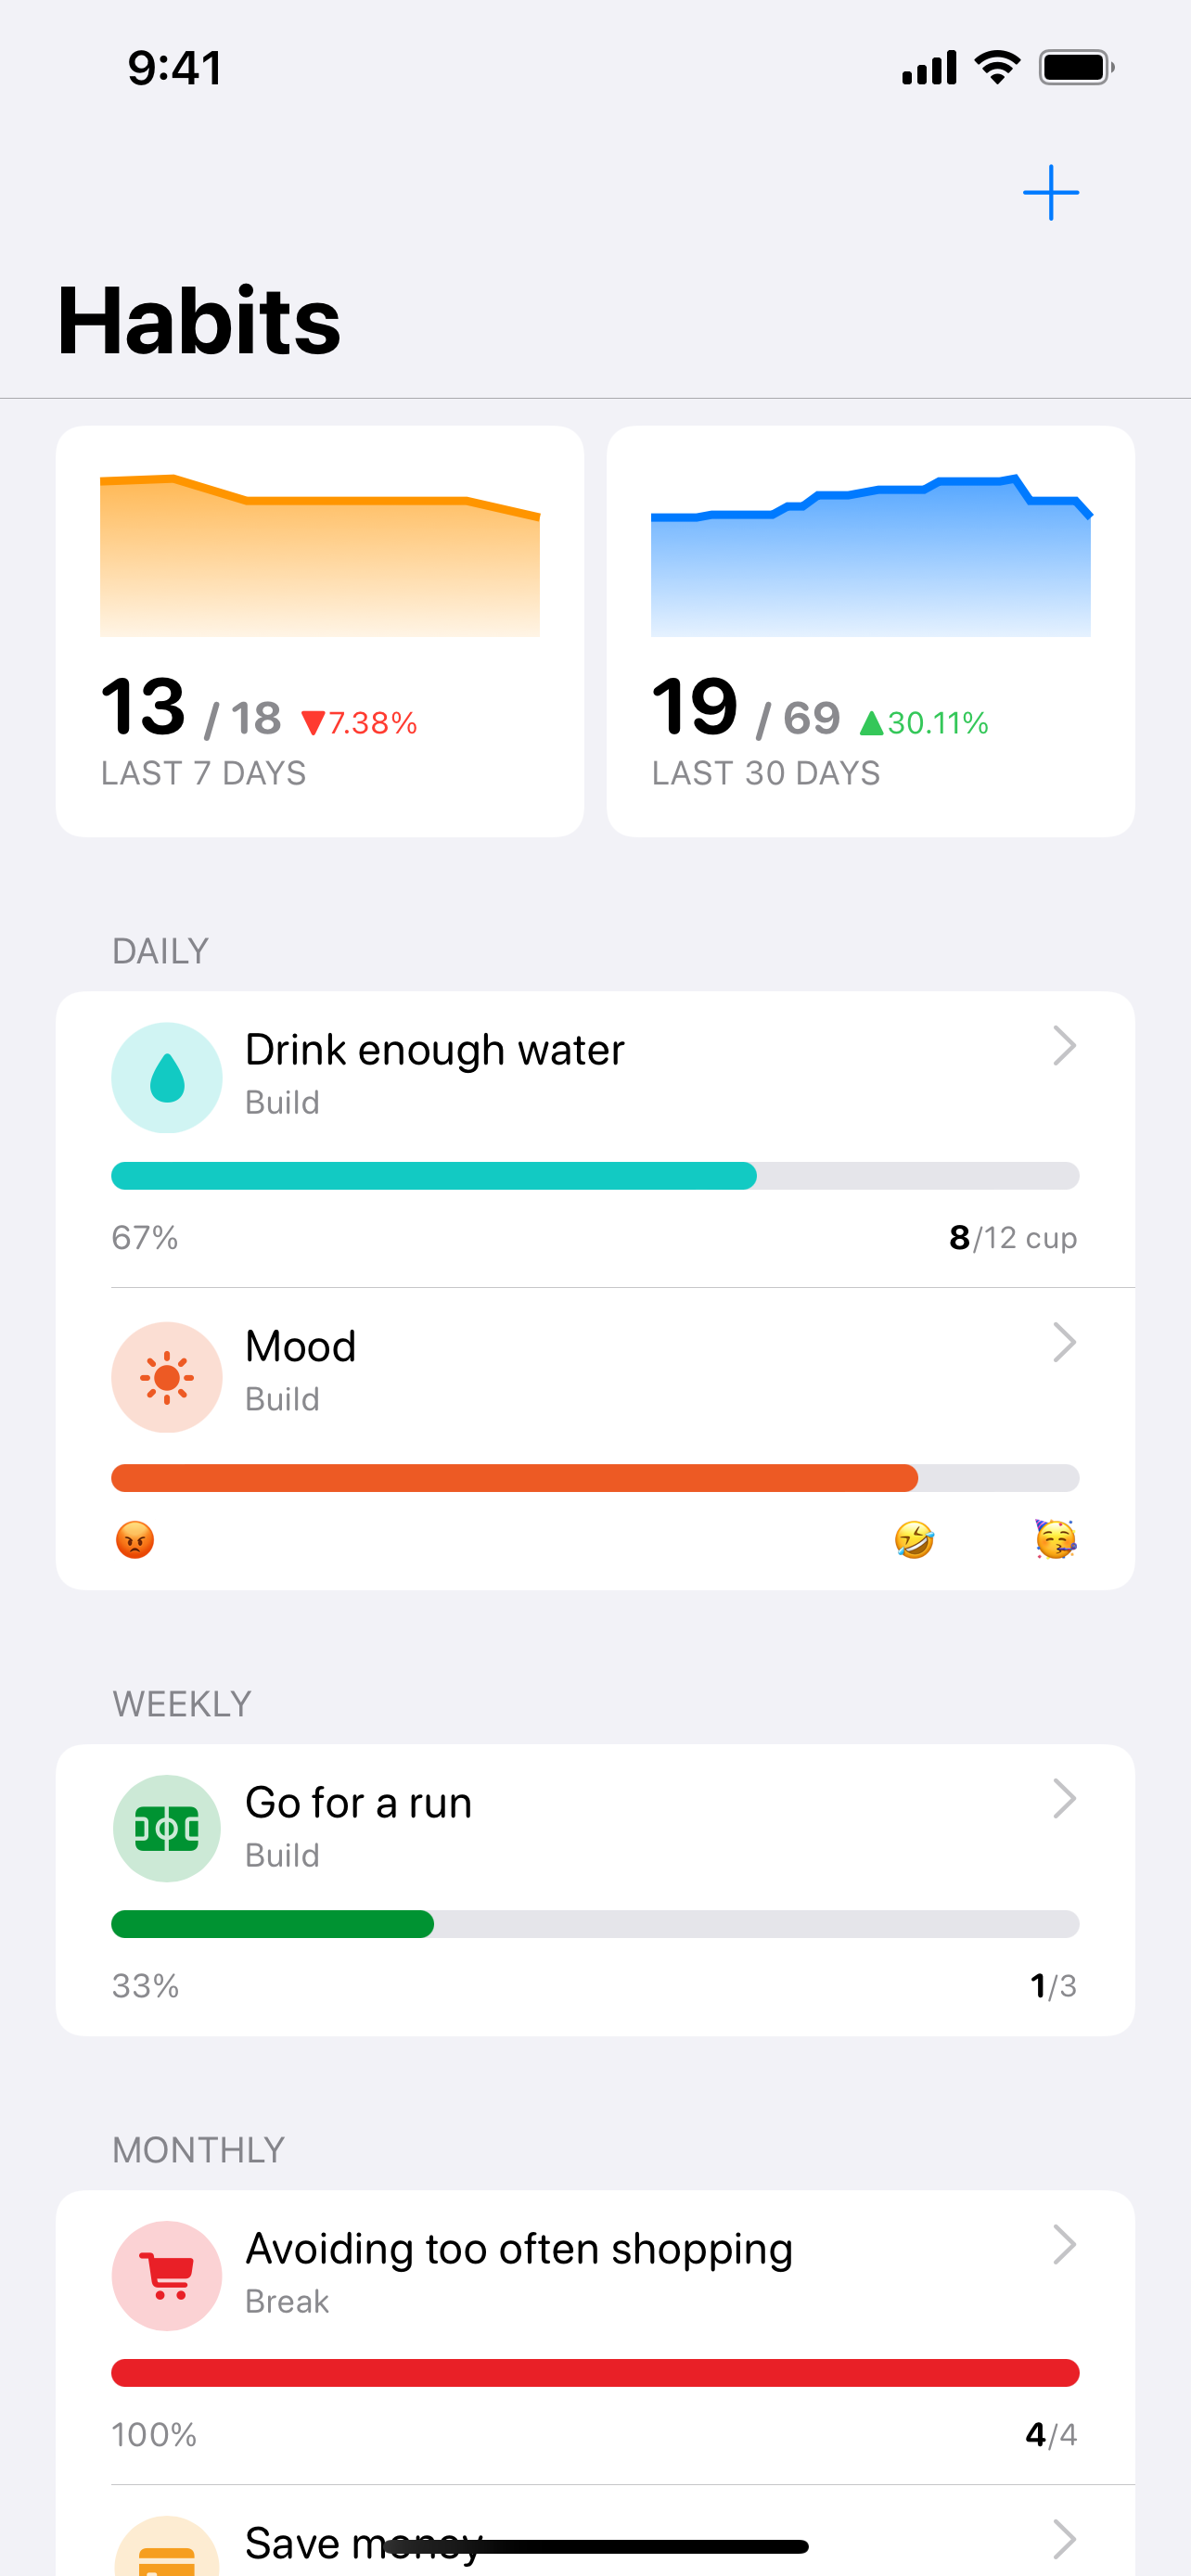 9:41
Habits
13 / 18 ▼7.38%
LAST 7 DAYS
19 / 69 ▲30.11%
LAST 30 DAYS
DAILY
Drink enough water
Build
67%
8/12 cup
Mood
Build
WEEKLY
Go for a run
Build
33%
1/3
MONTHLY
Avoiding too often shopping
Break
100%
4/4
Save money